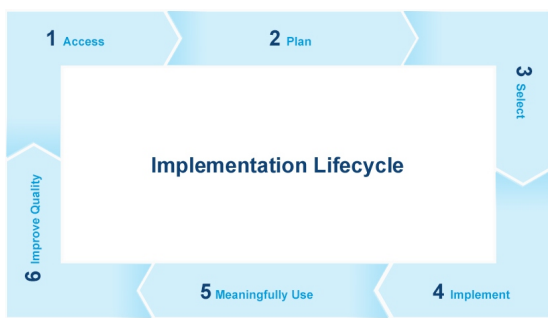 1 Access
2 Plan
3 Select
Implementation Lifecycle
4 Implement
5 Meaningfully Use
6 Improve Quality